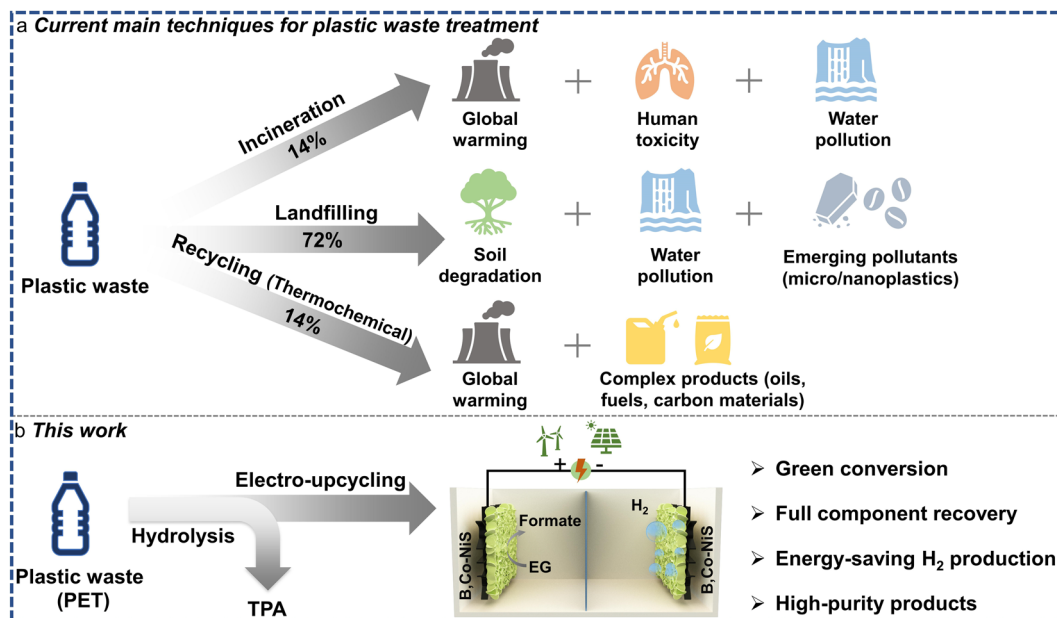 a Current main techniques for plastic waste treatment
Incineration
14%
Global
warming
+
Human
toxicity
+
Water
pollution
Plastic waste
Landfilling
72%
Soil
degradation
+
Water
pollution
+
Emerging pollutants
(micro/nanoplastics)
Recycling (Thermochemical)
14%
Global
warming
+
Complex products (oils,
fuels, carbon materials)
b This work
Plastic waste
(PET)
Hydrolysis
TPA
Electro-upcycling
+ -
B,Co-NiS
Formate
EG
H₂
B,Co-NiS
➢ Green conversion
➢ Full component recovery
➢ Energy-saving H₂ production
➢ High-purity products